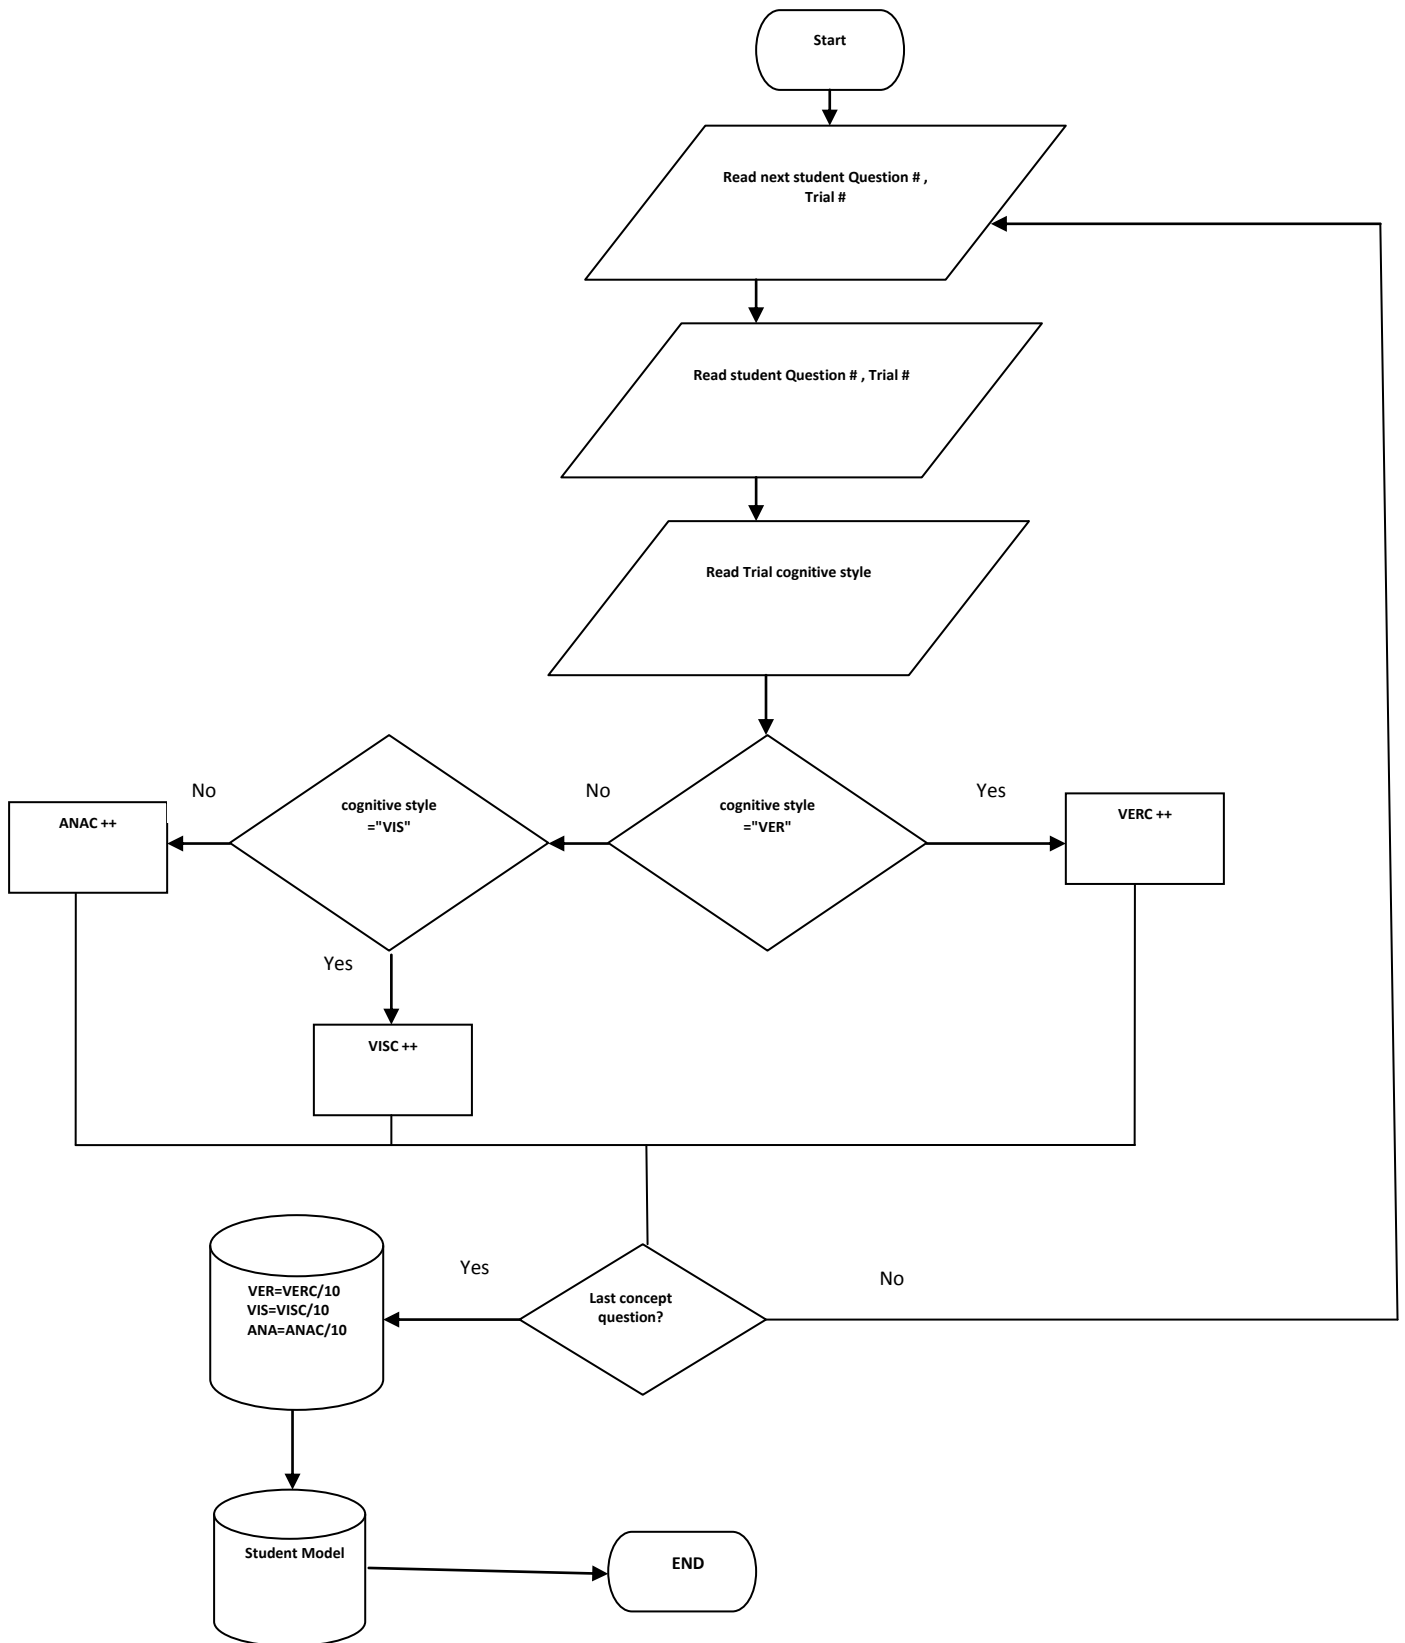 Start
Read next student Question # ,
Trial #
Read student Question # , Trial #
Read Trial cognitive style
No
cognitive style
="VIS"
No
cognitive style
="VER"
Yes
ANAC ++
VERC ++
Yes
VISC ++
Yes
Last concept
question?
No
VER=VERC/10
VIS=VISC/10
ANA=ANAC/10
Student Model
END